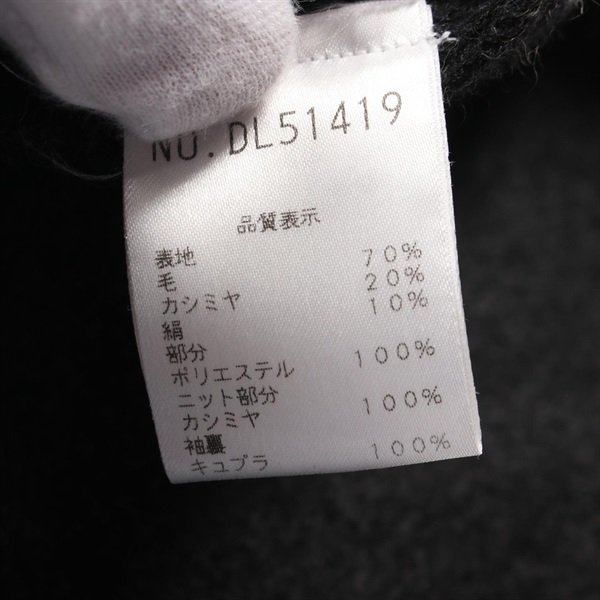 NO.DL51419
品質表示
表地
毛 70%
カシミヤ 20%
絹 10%
部分
ポリエステル 100%
ニット部分
カシミヤ 100%
袖裏
キュプラ 100%